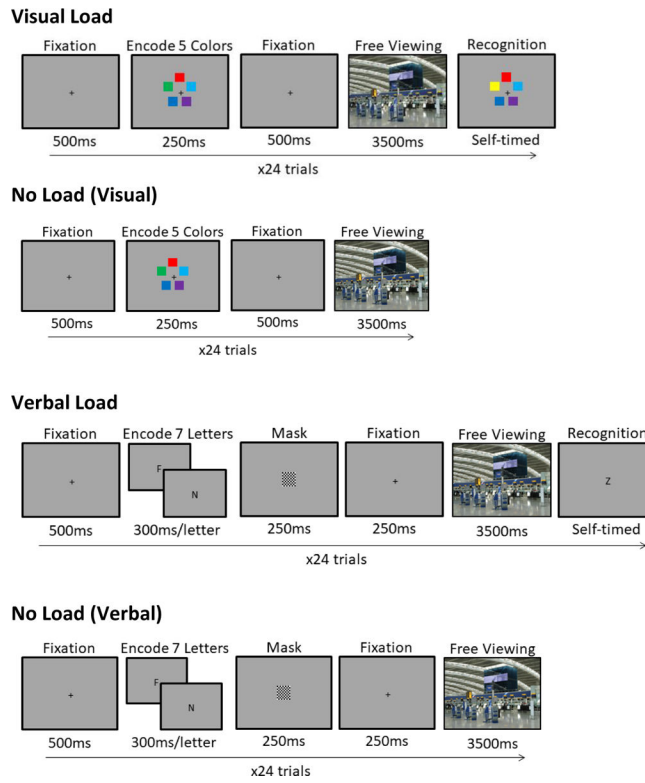 Visual Load
Fixation Encode 5 Colors Fixation Free Viewing Recognition
+ + + +
500ms 250ms 500ms 3500ms Self-timed
x24 trials
No Load (Visual)
Fixation Encode 5 Colors Fixation Free Viewing
+ + +
500ms 250ms 500ms 3500ms
x24 trials
Verbal Load
Fixation Encode 7 Letters Mask Fixation Free Viewing Recognition
+ F N + Z
500ms 300ms/letter 250ms 250ms 3500ms Self-timed
x24 trials
No Load (Verbal)
Fixation Encode 7 Letters Mask Fixation Free Viewing
+ F N +
500ms 300ms/letter 250ms 250ms 3500ms
x24 trials